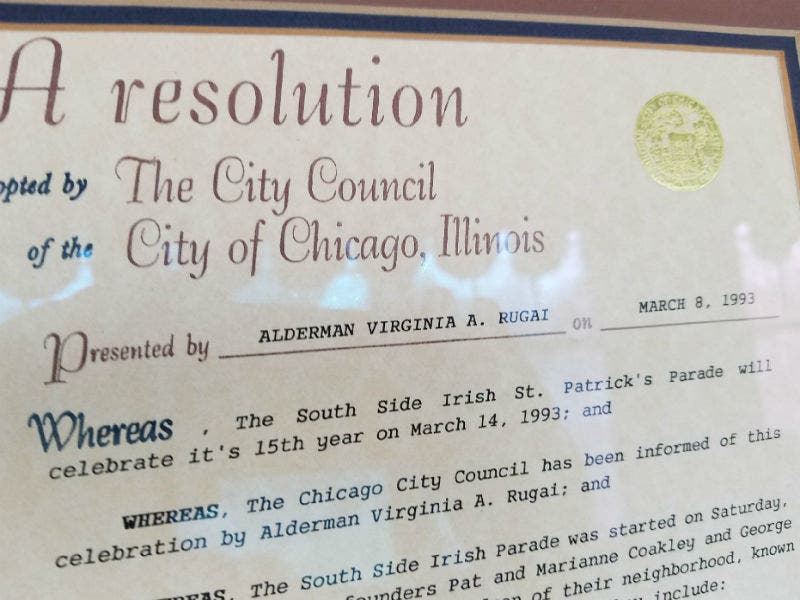 A resolution
opted by The City Council
of the City of Chicago, Illinois
Presented by ALDERMAN VIRGINIA A. RUGAI on MARCH 8, 1993
Whereas , The South Side Irish St. Patrick's Parade will
celebrate it's 15th year on March 14, 1993; and
WHEREAS, The Chicago City Council has been informed of this
celebration by Alderman Virginia A. Rugai; and
EREAS, The South Side Irish Parade was started on Saturday,
founders Pat and Marianne Coakley and George
of their neighborhood, known
include: